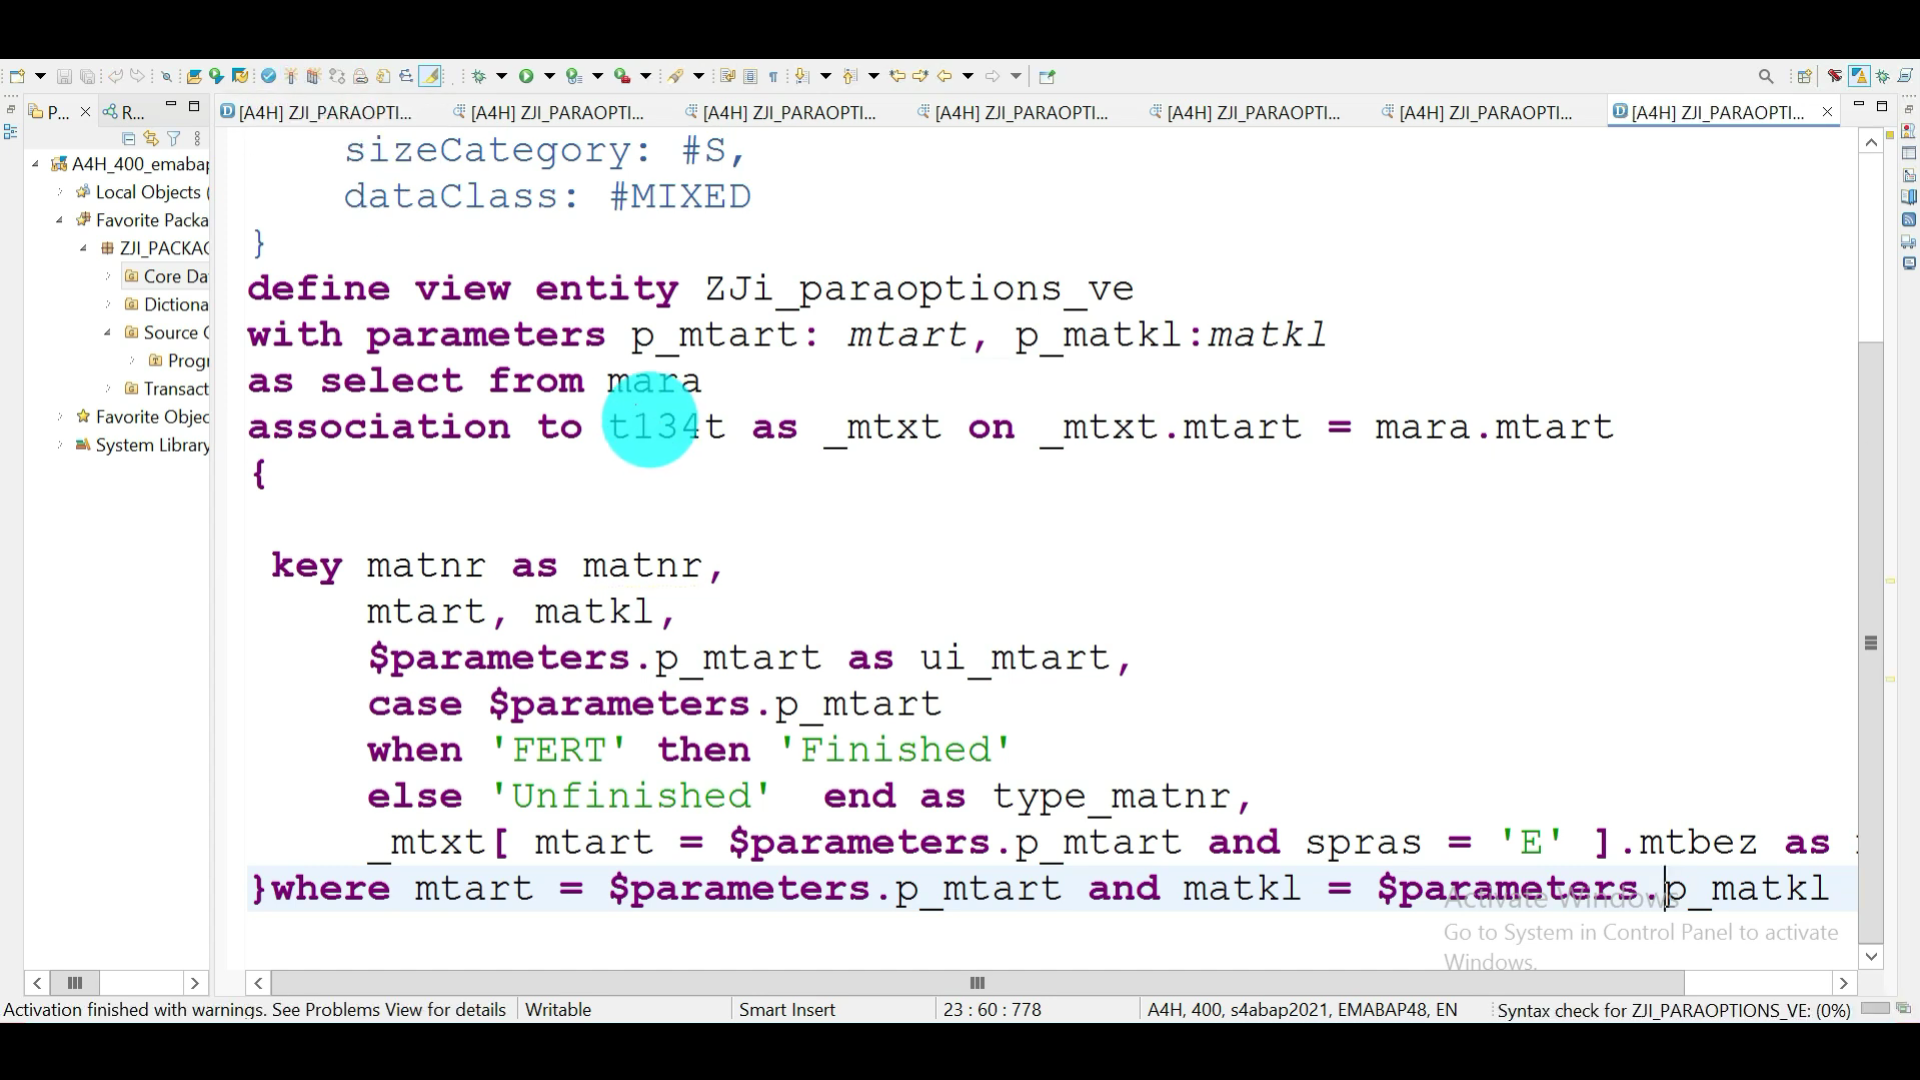 P...
R...
[A4H] ZJI_PARAOPTI...
[A4H] ZJI_PARAOPTI...
[A4H] ZJI_PARAOPTI...
[A4H] ZJI_PARAOPTI...
[A4H] ZJI_PARAOPTI...
[A4H] ZJI_PARAOPTI...
[A4H] ZJI_PARAOPTI...
A4H_400_emabap
Local Objects (
Favorite Packa
ZJI_PACKAG
Core Da
Dictiona
Source C
Progr
Transact
Favorite Objec
System Library
sizeCategory: #S,
dataClass: #MIXED
}
define view entity ZJi_paraoptions_ve
with parameters p_mtart: mtart, p_matkl:matkl
as select from mara
association to t134t as _mtxt on _mtxt.mtart = mara.mtart
{
key matnr as matnr,
mtart, matkl,
$parameters.p_mtart as ui_mtart,
case $parameters.p_mtart
when 'FERT' then 'Finished'
else 'Unfinished' end as type_matnr,
_mtxt[ mtart = $parameters.p_mtart and spras = 'E' ].mtbez as
}where mtart = $parameters.p_mtart and matkl = $parameters.p_matkl
Activate Windows
Go to System in Control Panel to activate
Windows.
Activation finished with warnings. See Problems View for details
Writable
Smart Insert
23 : 60 : 778
A4H, 400, s4abap2021, EMABAP48, EN
Syntax check for ZJI_PARAOPTIONS_VE: (0%)